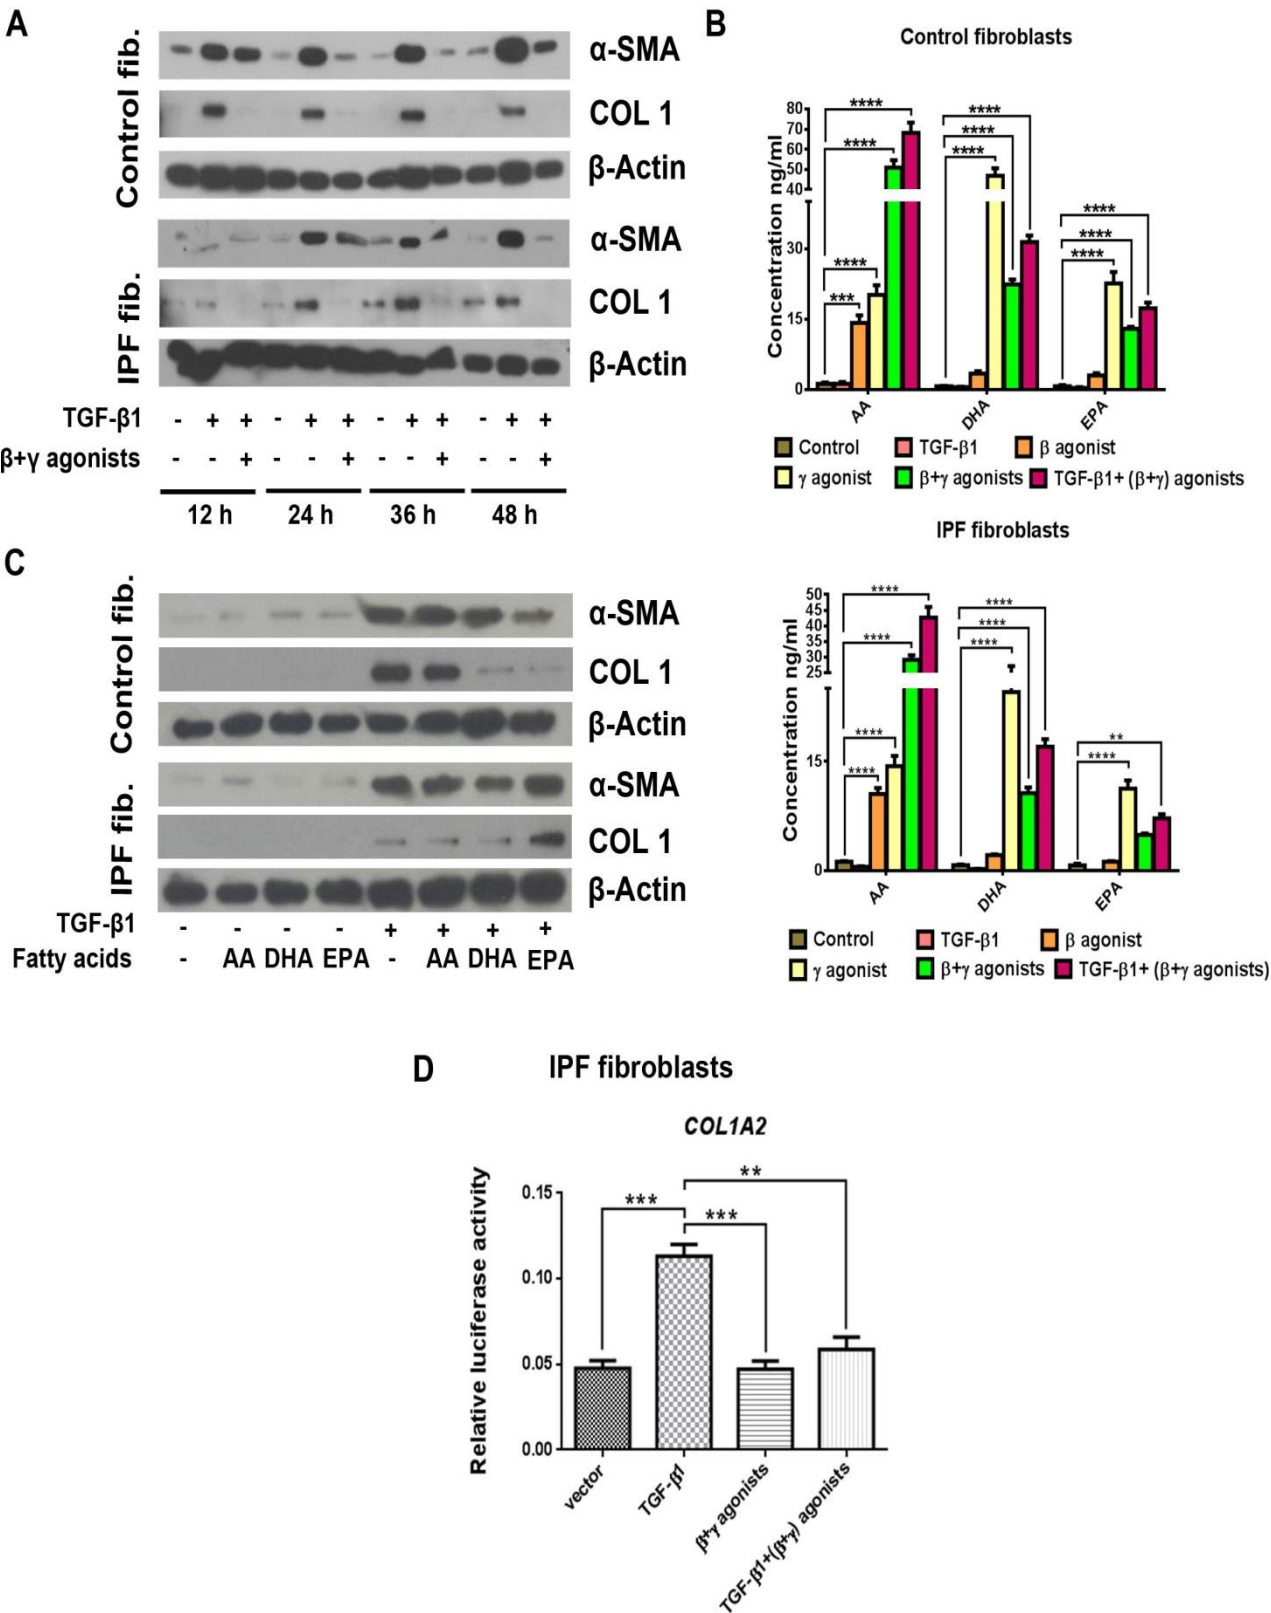 A
Control fib.
α-SMA
COL 1
β-Actin
IPF fib.
α-SMA
COL 1
β-Actin
TGF-β1 - + + - + + - + + - + +
β+γ agonists - - + - - + - - + - - +
12 h 24 h 36 h 48 h
B
Control fibroblasts
Concentration ng/ml
80
70
60
50
40
30
15
0
**** **** **** ***
**** **** ****
**** **** ****
AA DHA EPA
Control TGF-β1 β agonist
γ agonist β+γ agonists TGF-β1+ (β+γ) agonists
IPF fibroblasts
Concentration ng/ml
50
45
40
35
30
25
15
0
**** **** **** ****
**** **** ****
** ****
AA DHA EPA
Control TGF-β1 β agonist
γ agonist β+γ agonists TGF-β1+ (β+γ agonists)
C
Control fib.
α-SMA
COL 1
β-Actin
IPF fib.
α-SMA
COL 1
β-Actin
TGF-β1 - - - - + + + +
Fatty acids - AA DHA EPA - AA DHA EPA
D
IPF fibroblasts
COL1A2
Relative luciferase activity
0.15
0.10
0.05
0.00
*** *** **
vector
TGF-β1
β+γ agonists
TGF-β1+(β+γ) agonists